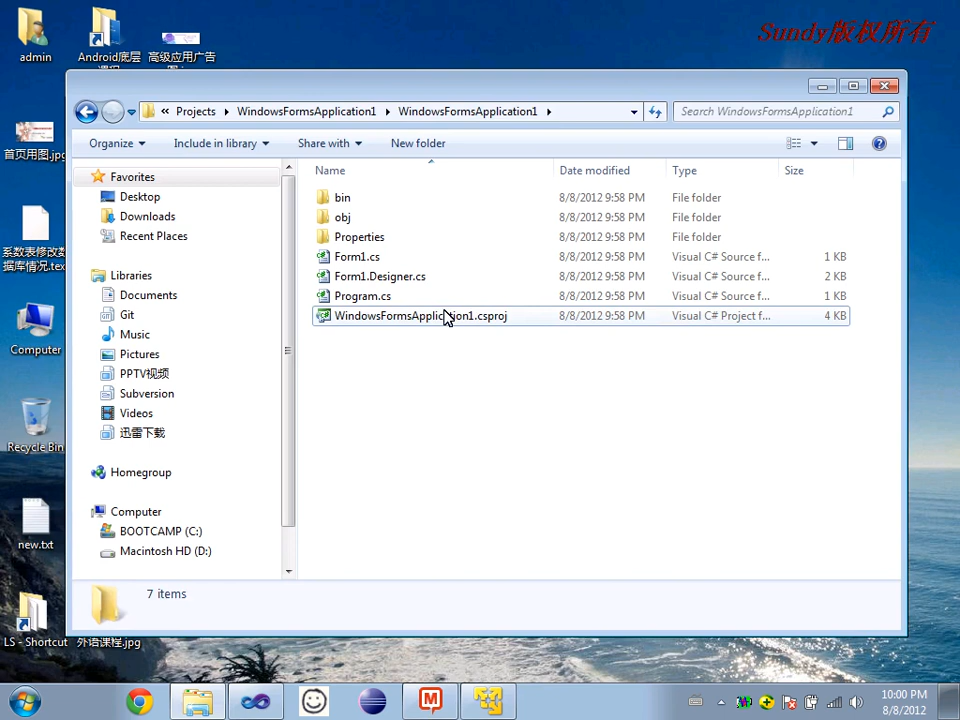 admin
Android底层
高级应用广告
Sundy版权所有
首页用图.jpg
系数表修改数
据库情况.tex
Computer
Recycle Bin
new.txt
LS - Shortcut
外语课程.jpg
« Projects WindowsFormsApplication1 WindowsFormsApplication1
Search WindowsFormsApplication1
Organize Include in library Share with New folder
Favorites
Desktop
Downloads
Recent Places
Libraries
Documents
Git
Music
Pictures
PPTV视频
Subversion
Videos
迅雷下载
Homegroup
Computer
BOOTCAMP (C:)
Macintosh HD (D:)
Name Date modified Type Size
bin 8/8/2012 9:58 PM File folder
obj 8/8/2012 9:58 PM File folder
Properties 8/8/2012 9:58 PM File folder
Form1.cs 8/8/2012 9:58 PM Visual C# Source f... 1 KB
Form1.Designer.cs 8/8/2012 9:58 PM Visual C# Source f... 2 KB
Program.cs 8/8/2012 9:58 PM Visual C# Source f... 1 KB
WindowsFormsApplication1.csproj 8/8/2012 9:58 PM Visual C# Project f... 4 KB
7 items
10:00 PM
8/8/2012